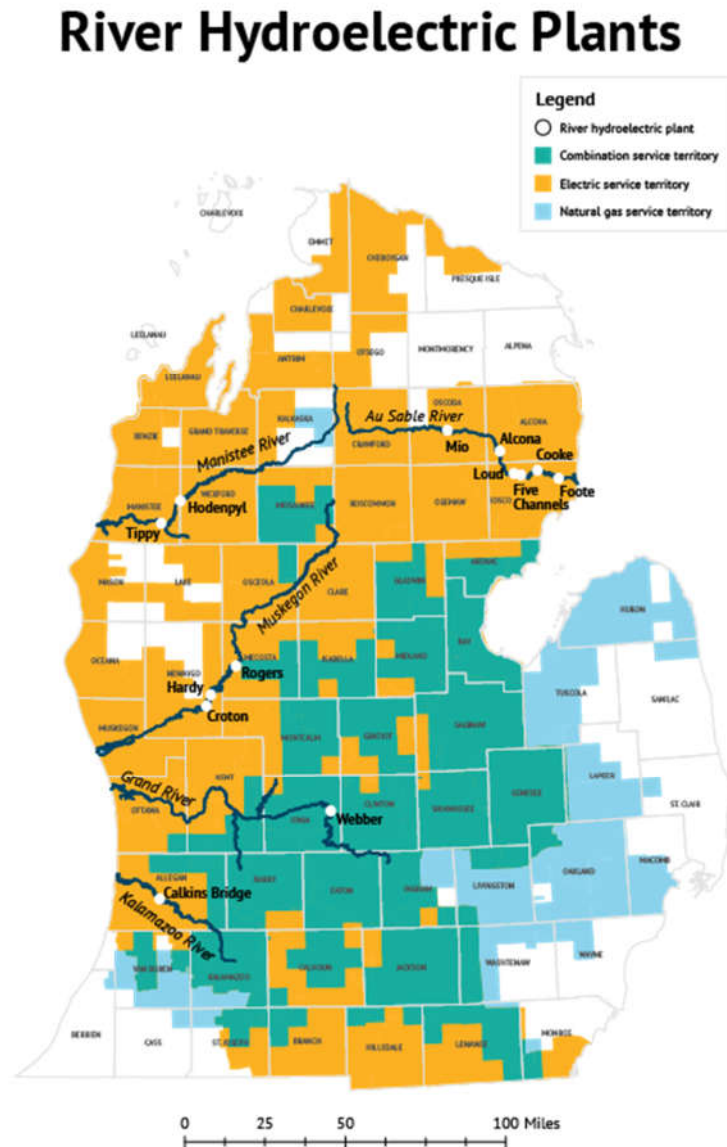 River Hydroelectric Plants
Legend
River hydroelectric plant
Combination service territory
Electric service territory
Natural gas service territory
CHARLEVOIX
EMMET
CHEBOYGAN
PRESQUE ISLE
CHARLEVOIX
LEELANAU
ANTRIM
OTSEGO
MONTMORENCY
ALPENA
LEELANAU
BENZIE
GRAND TRAVERSE
KALKASKA
Au Sable River
OSCODA
ALCONA
CRAWFORD
Mio
Alcona
Cooke
Manistee River
Loud
Five
Channels
Foote
IOSCO
MANISTEE
WEXFORD
Hodenpyl
MISSAUKEE
ROSCOMMON
OGEMAW
Tippy
MASON
LAKE
OSCEOLA
CLARE
GLADWIN
ARENAC
Muskegon River
HURON
OCEANA
NEWAYGO
MECOSTA
ISABELLA
MIDLAND
BAY
Rogers
Hardy
Croton
TUSCOLA
SANILAC
MUSKEGON
MONTCALM
GRATIOT
SAGINAW
Grand River
KENT
OTTAWA
IONIA
CLINTON
SHIAWASSEE
GENESEE
LAPEER
ST. CLAIR
Webber
ALLEGAN
BARRY
EATON
INGHAM
LIVINGSTON
OAKLAND
MACOMB
Calkins Bridge
Kalamazoo River
VAN BUREN
KALAMAZOO
CALHOUN
JACKSON
WASHTENAW
WAYNE
BERRIEN
CASS
ST. JOSEPH
BRANCH
HILLSDALE
LENAWEE
MONROE
0 25 50 100 Miles